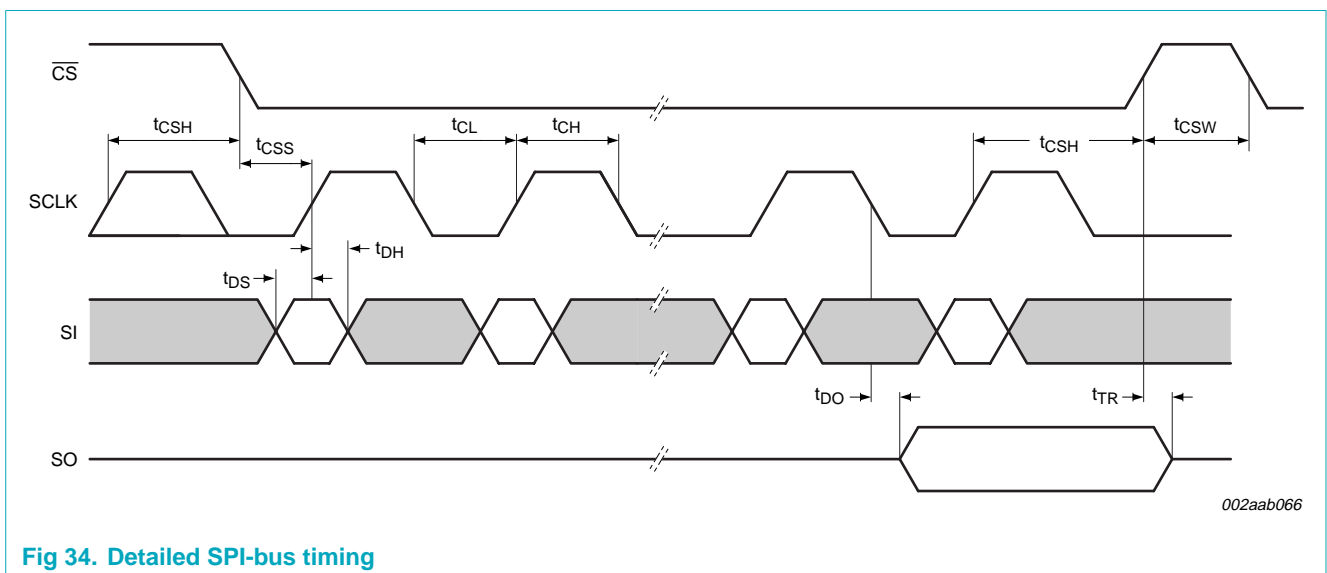 CS
tCSH
tCSS
tCL
tCH
tCSH
tCSW
SCLK
tDH
tDS
SI
tDO
tTR
SO
002aab066
Fig 34. Detailed SPI-bus timing